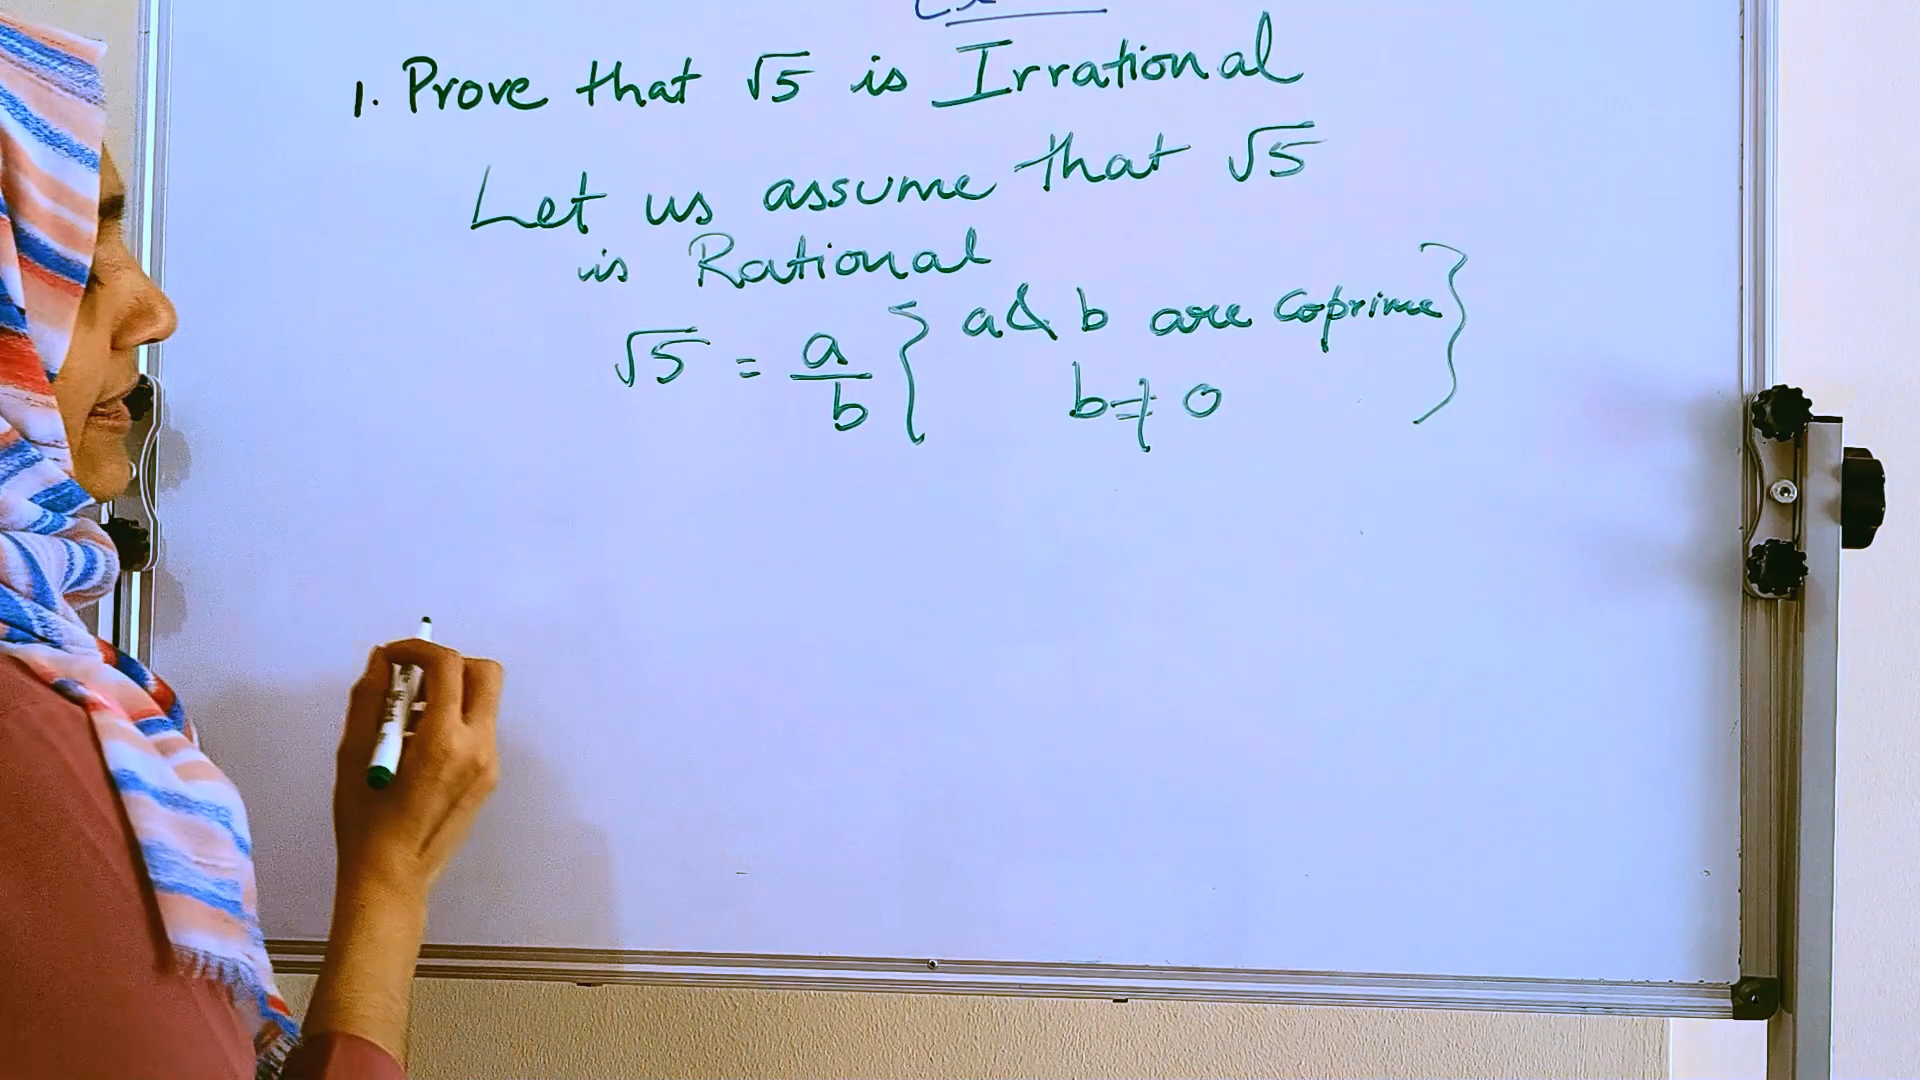 1. Prove that √5 is Irrational
Let us assume that √5
is Rational
√5 = a/b { a & b are Coprime
b ≠ 0 }